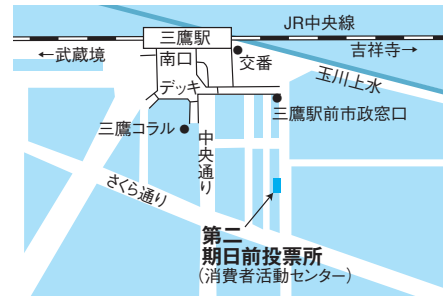 JR中央線
三鷹駅
←武蔵境
吉祥寺→
南口
交番
デッキ
玉川上水
三鷹駅前市政窓口
三鷹コラル
中央通り
さくら通り
第二
期日前投票所
(消費者活動センター)